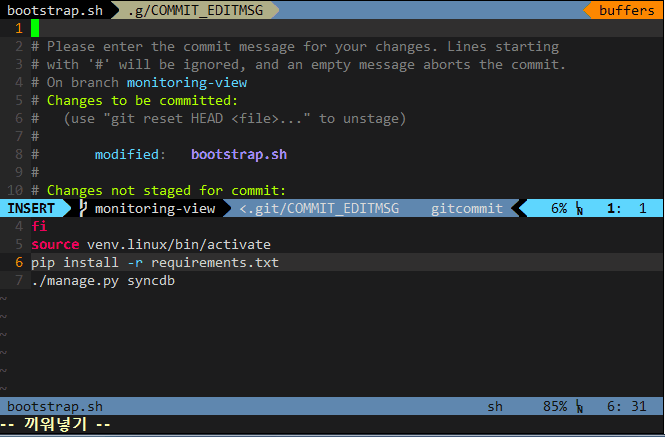 bootstrap.sh .g/COMMIT_EDITMSG buffers
1
2 # Please enter the commit message for your changes. Lines starting
3 # with '#' will be ignored, and an empty message aborts the commit.
4 # On branch monitoring-view
5 # Changes to be committed:
6 #   (use "git reset HEAD <file>..." to unstage)
7 #
8 #       modified:   bootstrap.sh
9 #
10 # Changes not staged for commit:
INSERT monitoring-view <.git/COMMIT_EDITMSG gitcommit 6% LN 1: 1
4 fi
5 source venv.linux/bin/activate
6 pip install -r requirements.txt
7 ./manage.py syncdb
~
~
~
~
~
~
bootstrap.sh sh 85% LN 6: 31
-- 끼워넣기 --